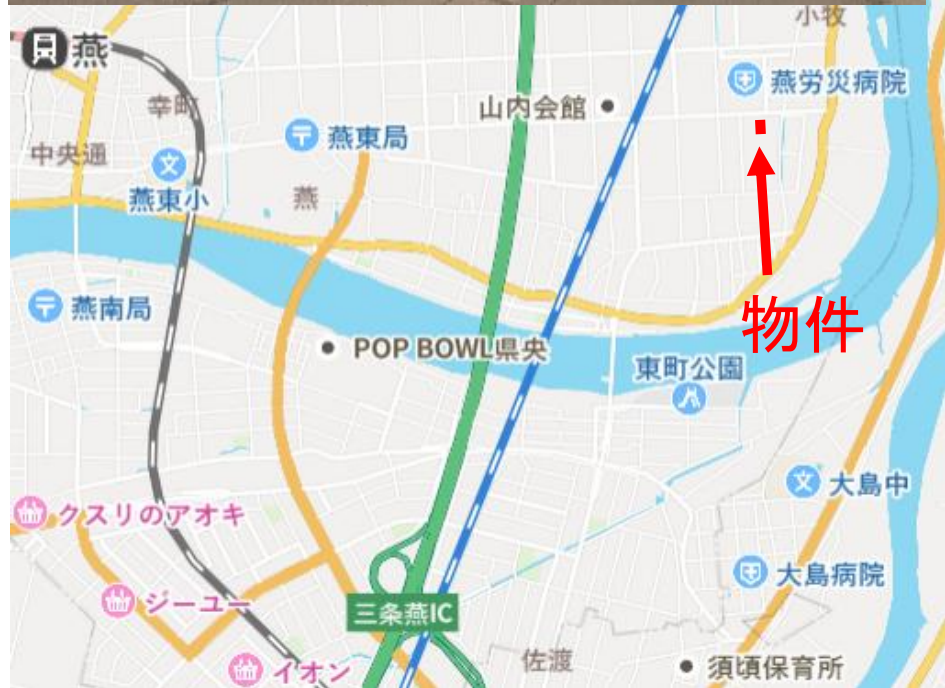 小牧
燕
燕労災病院
幸町
山内会館
燕東局
中央通
燕東小
燕
燕南局
物件
POP BOWL県央
東町公園
大島中
クスリのアオキ
大島病院
ジーユー
三条燕IC
佐渡
須頃保育所
イオン